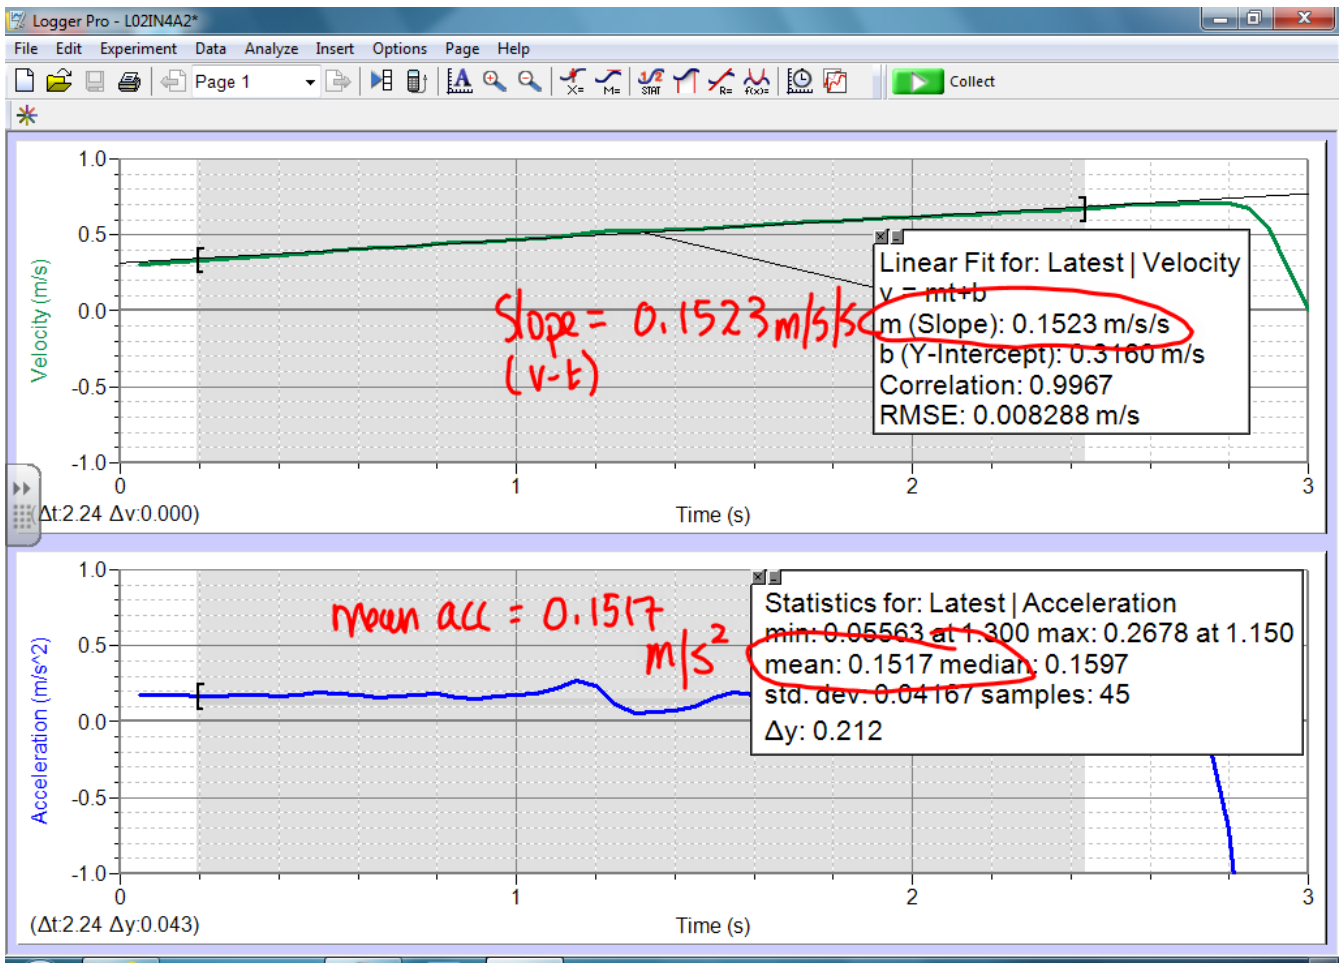 Logger Pro - L02IN4A2*
File Edit Experiment Data Analyze Insert Options Page Help
Page 1
X= M= 1/2 STAT R= f(x)=
Collect
1.0
0.5
0.0
-0.5
-1.0
Velocity (m/s)
Slope = 0.1523 m/s/s
(v-t)
Linear Fit for: Latest | Velocity
v = mt+b
m (Slope): 0.1523 m/s/s
b (Y-Intercept): 0.3160 m/s
Correlation: 0.9967
RMSE: 0.008288 m/s
0 1 2 3
(Δt:2.24 Δv:0.000)
Time (s)
1.0
0.5
0.0
-0.5
-1.0
Acceleration (m/s^2)
mean acc = 0.1517
m/s²
Statistics for: Latest | Acceleration
min: 0.05563 at 1.300 max: 0.2678 at 1.150
mean: 0.1517 median: 0.1597
std. dev: 0.04167 samples: 45
Δy: 0.212
0 1 2 3
(Δt:2.24 Δy:0.043)
Time (s)